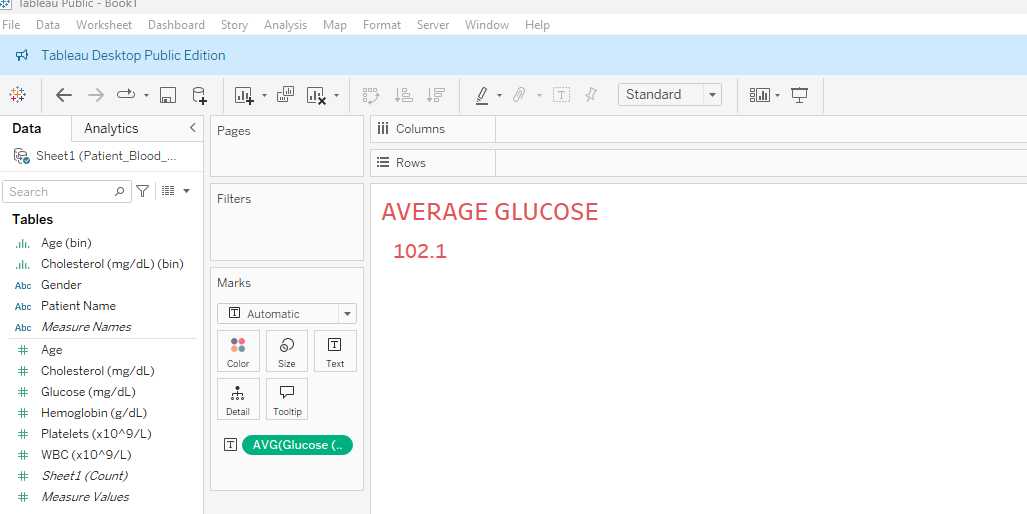 Tableau Public - Book1
File Data Worksheet Dashboard Story Analysis Map Format Server Window Help
Tableau Desktop Public Edition
Standard
Data Analytics
Sheet1 (Patient_Blood_...
Search
Tables
Age (bin)
Cholesterol (mg/dL) (bin)
Abc Gender
Abc Patient Name
Abc Measure Names
Age
Cholesterol (mg/dL)
Glucose (mg/dL)
Hemoglobin (g/dL)
Platelets (x10^9/L)
WBC (x10^9/L)
Sheet1 (Count)
Measure Values
Pages
Filters
Marks
T Automatic
Color Size Text
Detail Tooltip
T AVG(Glucose (..
Columns
Rows
AVERAGE GLUCOSE
102.1